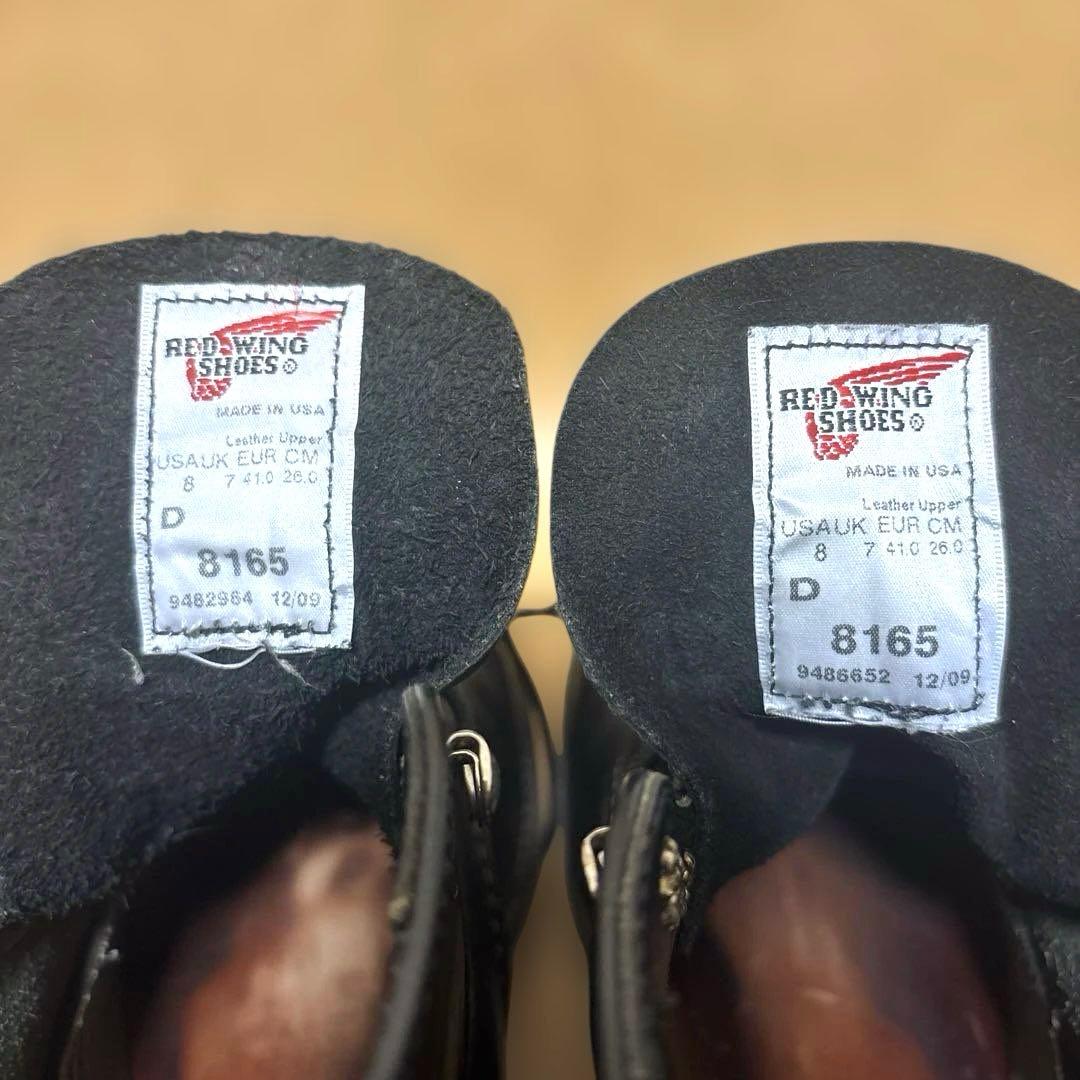 RED WING
SHOES®
MADE IN USA
Leather Upper
USA UK EUR CM
8 7 41.0 26.0
D
8165
9482984 12/09
RED WING
SHOES®
MADE IN USA
Leather Upper
USA UK EUR CM
8 7 41.0 26.0
D
8165
9486652 12/09